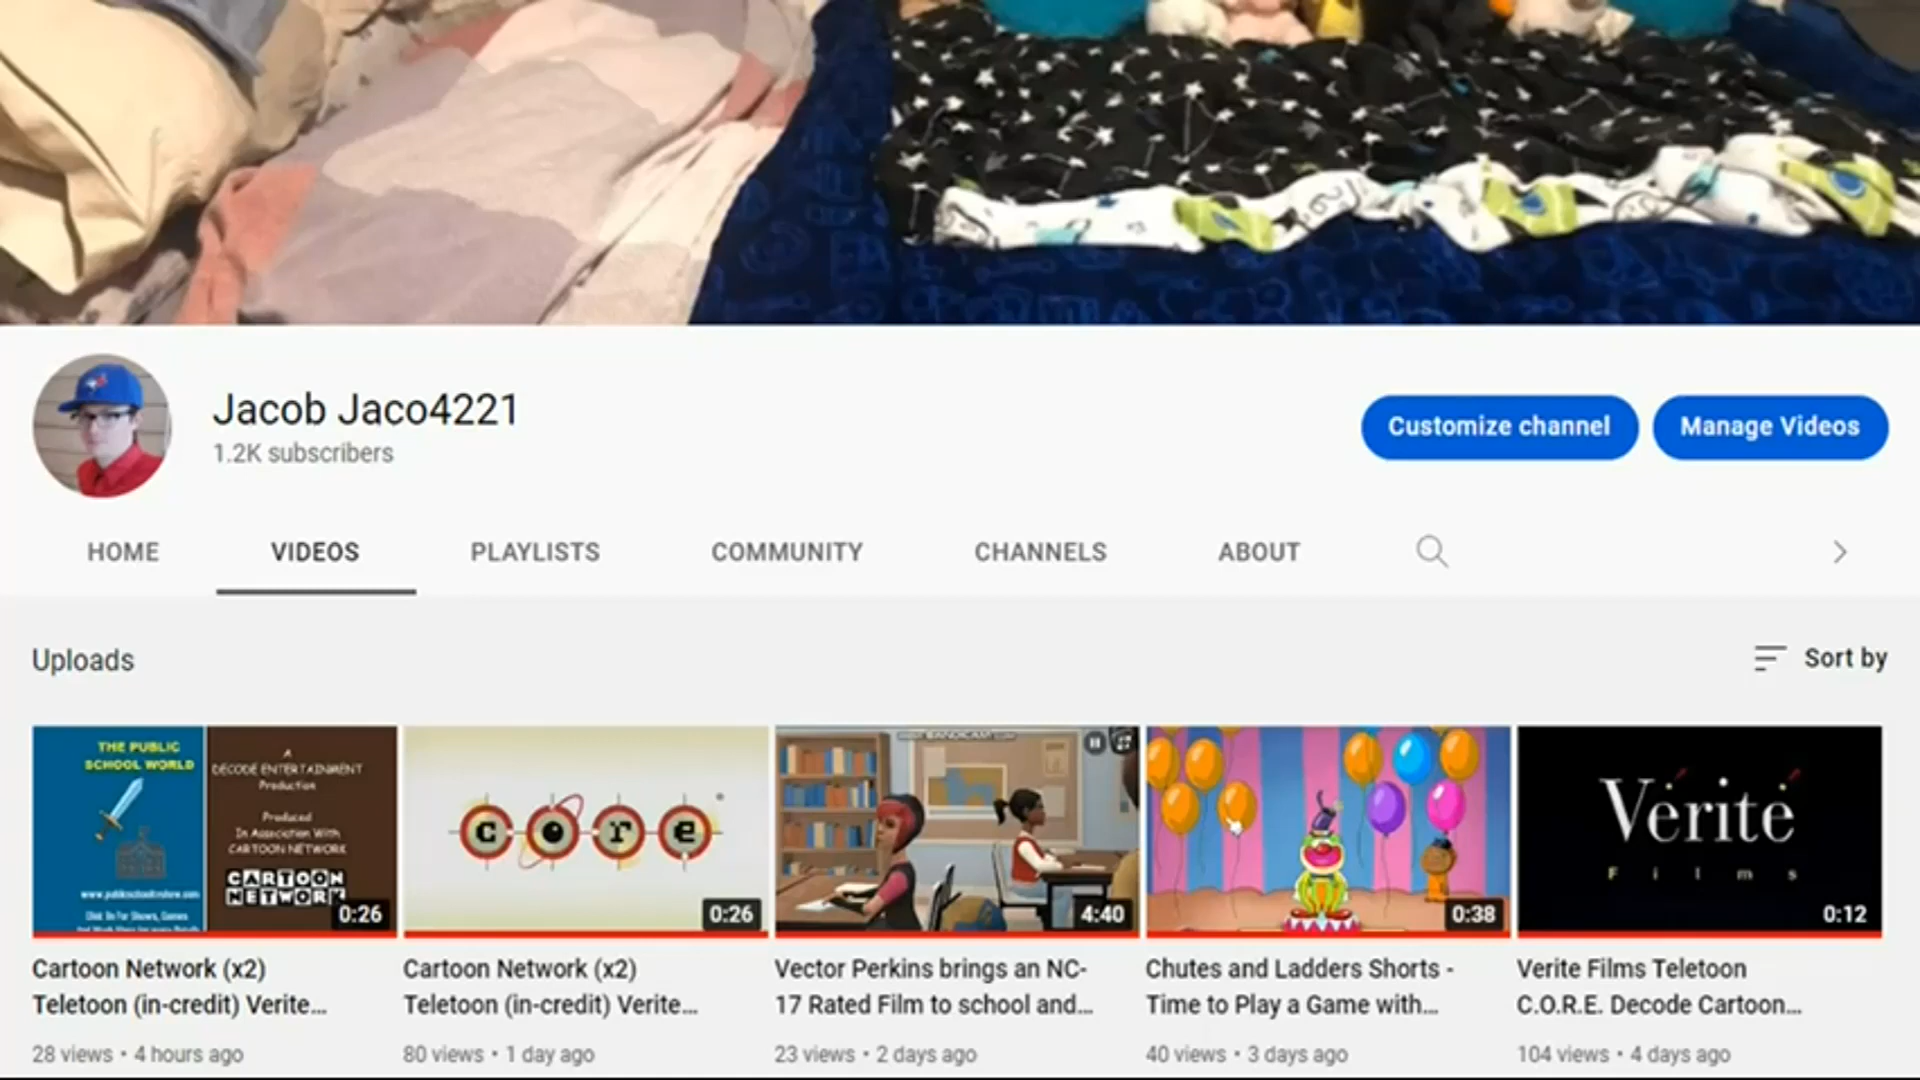 Jacob Jaco4221
1.2K subscribers
Customize channel
Manage Videos
HOME
VIDEOS
PLAYLISTS
COMMUNITY
CHANNELS
ABOUT
Uploads
Sort by
THE PUBLIC
SCHOOL WORLD
A
DECODE ENTERTAINMENT
Production
Produced
In Association With
CARTOON NETWORK
CARTOON
NETWORK
0:26
core
0:26
4:40
0:38
Vérité
Films
0:12
Cartoon Network (x2)
Teletoon (in-credit) Verite...
28 views • 4 hours ago
Cartoon Network (x2)
Teletoon (in-credit) Verite...
80 views • 1 day ago
Vector Perkins brings an NC-
17 Rated Film to school and...
23 views • 2 days ago
Chutes and Ladders Shorts -
Time to Play a Game with...
40 views • 3 days ago
Verite Films Teletoon
C.O.R.E. Decode Cartoon...
104 views • 4 days ago